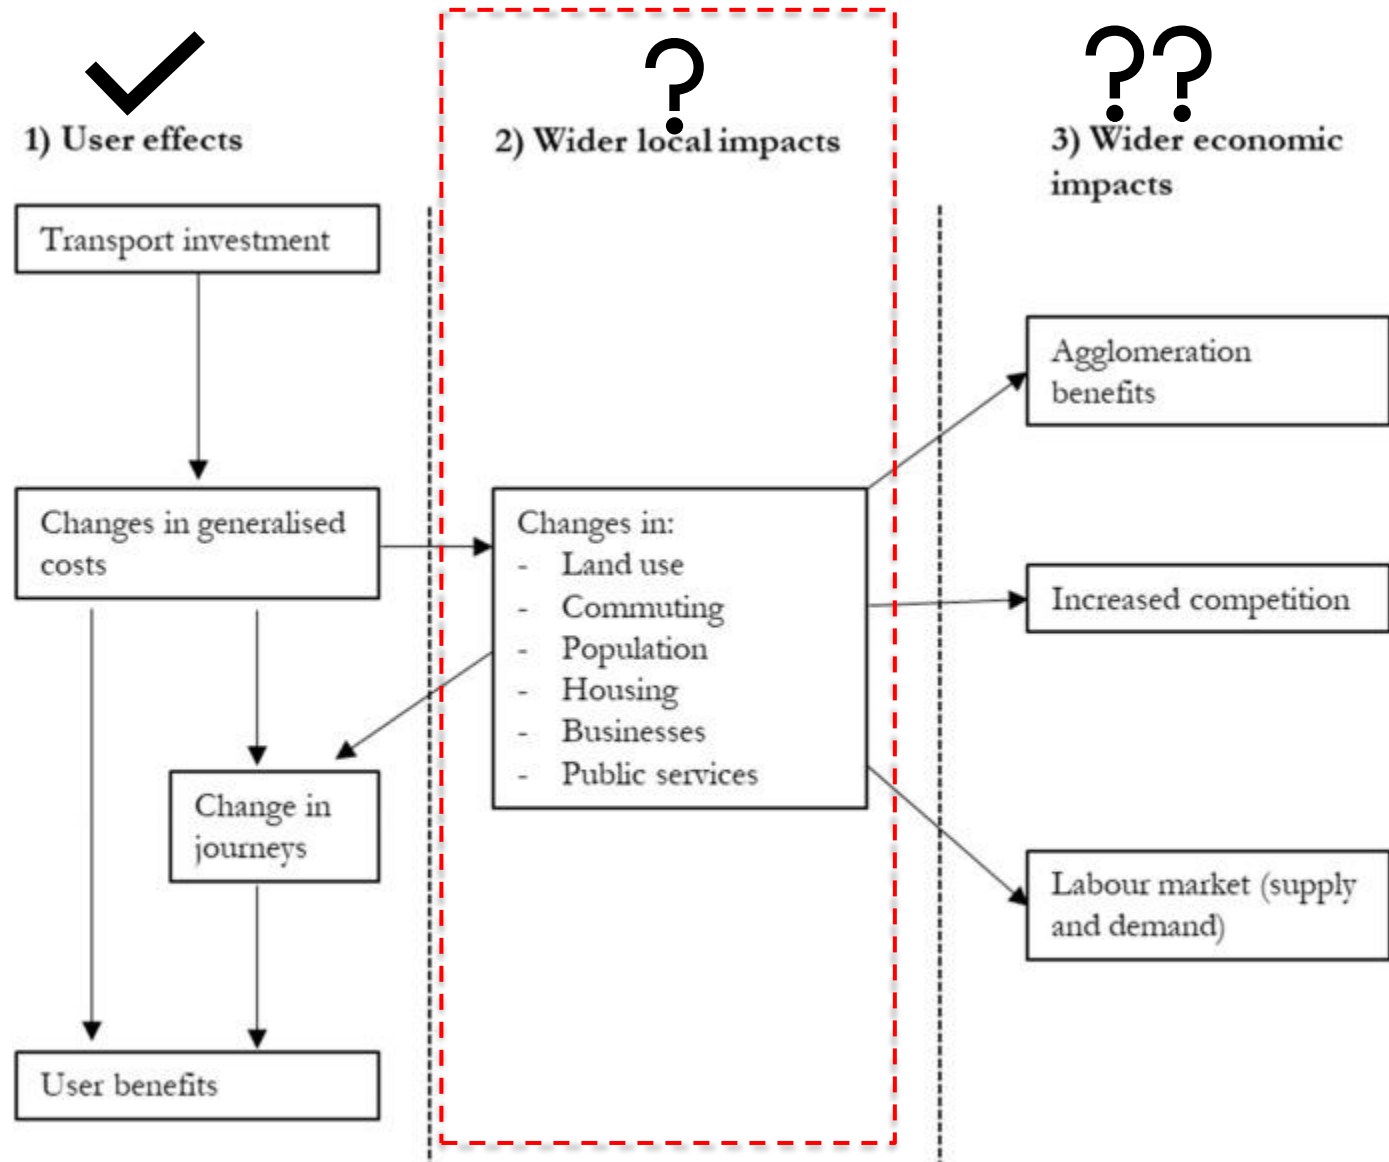 ?
??
1) User effects
2) Wider local impacts
3) Wider economic
impacts
Transport investment
Changes in generalised
costs
Change in
journeys
User benefits
Changes in:
- Land use
- Commuting
- Population
- Housing
- Businesses
- Public services
Agglomeration
benefits
Increased competition
Labour market (supply
and demand)